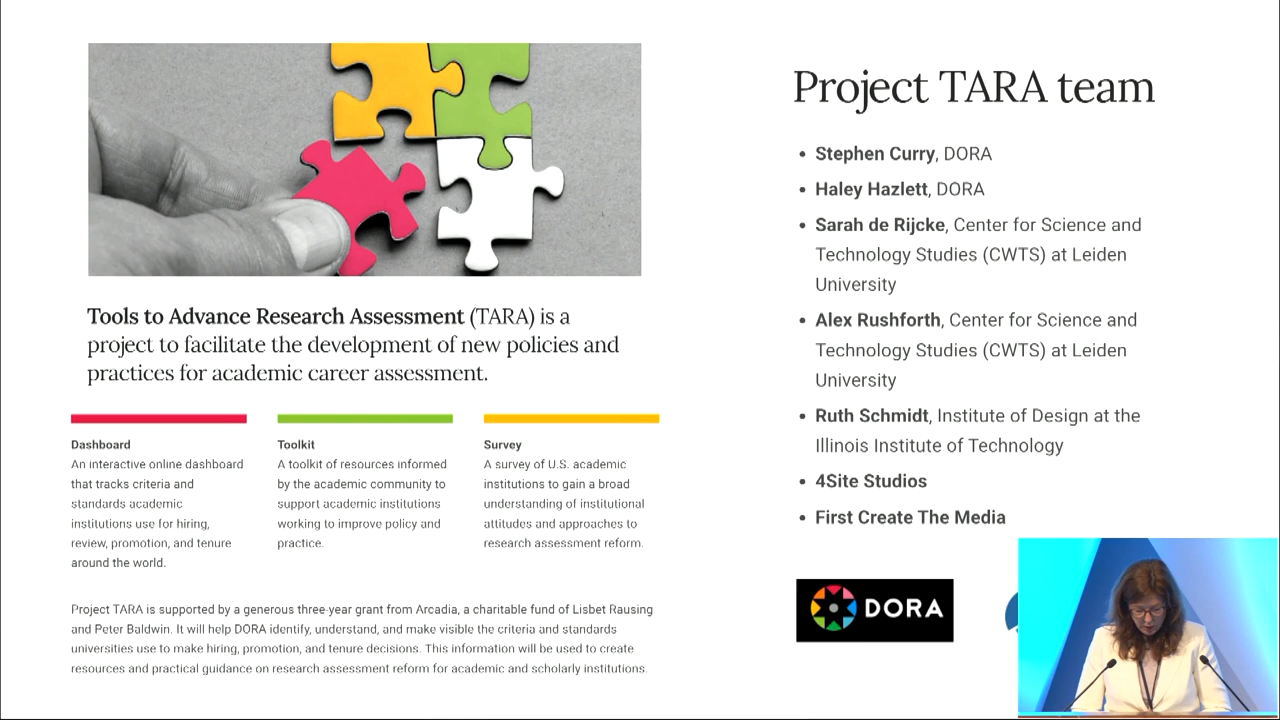 Tools to Advance Research Assessment (TARA) is a
project to facilitate the development of new policies and
practices for academic career assessment.
Dashboard
An interactive online dashboard
that tracks criteria and
standards academic
institutions use for hiring,
review, promotion, and tenure
around the world.
Toolkit
A toolkit of resources informed
by the academic community to
support academic institutions
working to improve policy and
practice.
Survey
A survey of U.S. academic
institutions to gain a broad
understanding of institutional
attitudes and approaches to
research assessment reform.
Project TARA is supported by a generous three-year grant from Arcadia, a charitable fund of Lisbet Rausing
and Peter Baldwin. It will help DORA identify, understand, and make visible the criteria and standards
universities use to make hiring, promotion, and tenure decisions. This information will be used to create
resources and practical guidance on research assessment reform for academic and scholarly institutions.
Project TARA team
• Stephen Curry, DORA
• Haley Hazlett, DORA
• Sarah de Rijcke, Center for Science and
Technology Studies (CWTS) at Leiden
University
• Alex Rushforth, Center for Science and
Technology Studies (CWTS) at Leiden
University
• Ruth Schmidt, Institute of Design at the
Illinois Institute of Technology
• 4Site Studios
• First Create The Media
DORA